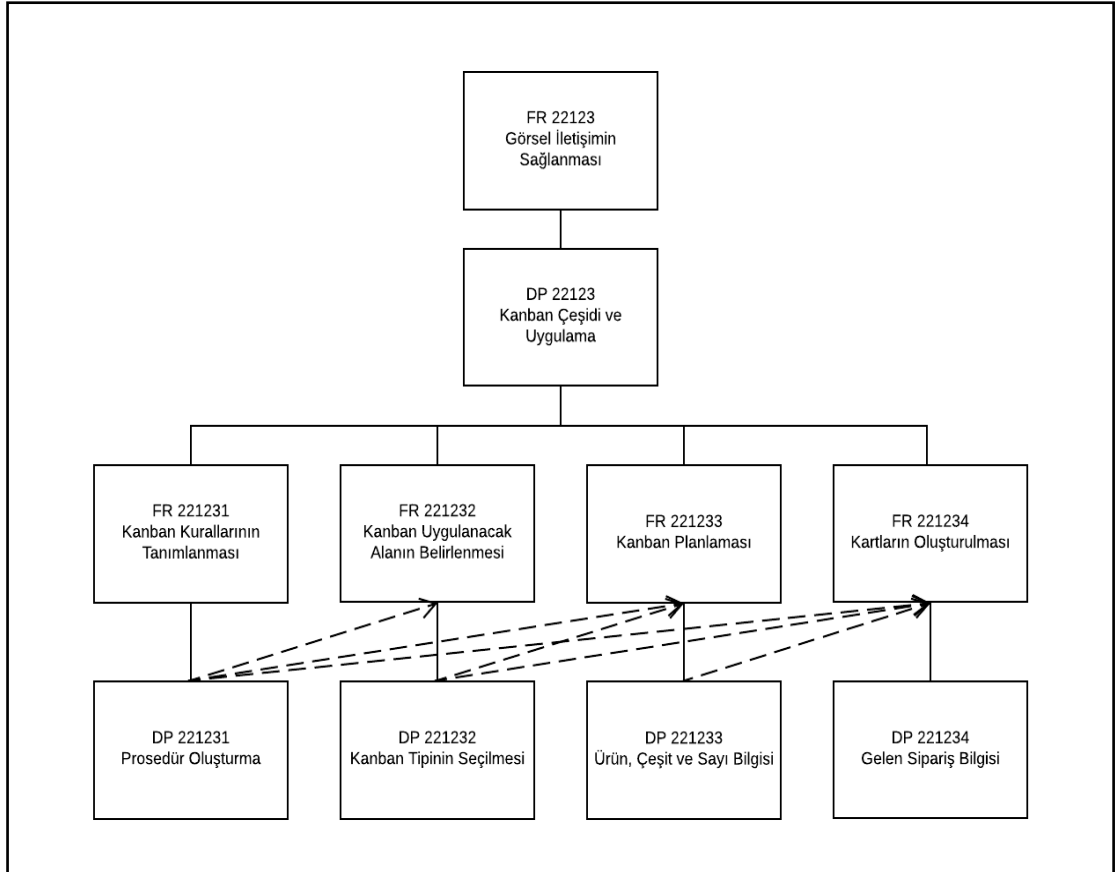 FR 22123
Görsel İletişimin
Sağlanması
DP 22123
Kanban Çeşidi ve
Uygulama
FR 221231
Kanban Kurallarının
Tanımlanması
FR 221232
Kanban Uygulanacak
Alanın Belirlenmesi
FR 221233
Kanban Planlaması
FR 221234
Kartların Oluşturulması
DP 221231
Prosedür Oluşturma
DP 221232
Kanban Tipinin Seçilmesi
DP 221233
Ürün, Çeşit ve Sayı Bilgisi
DP 221234
Gelen Sipariş Bilgisi